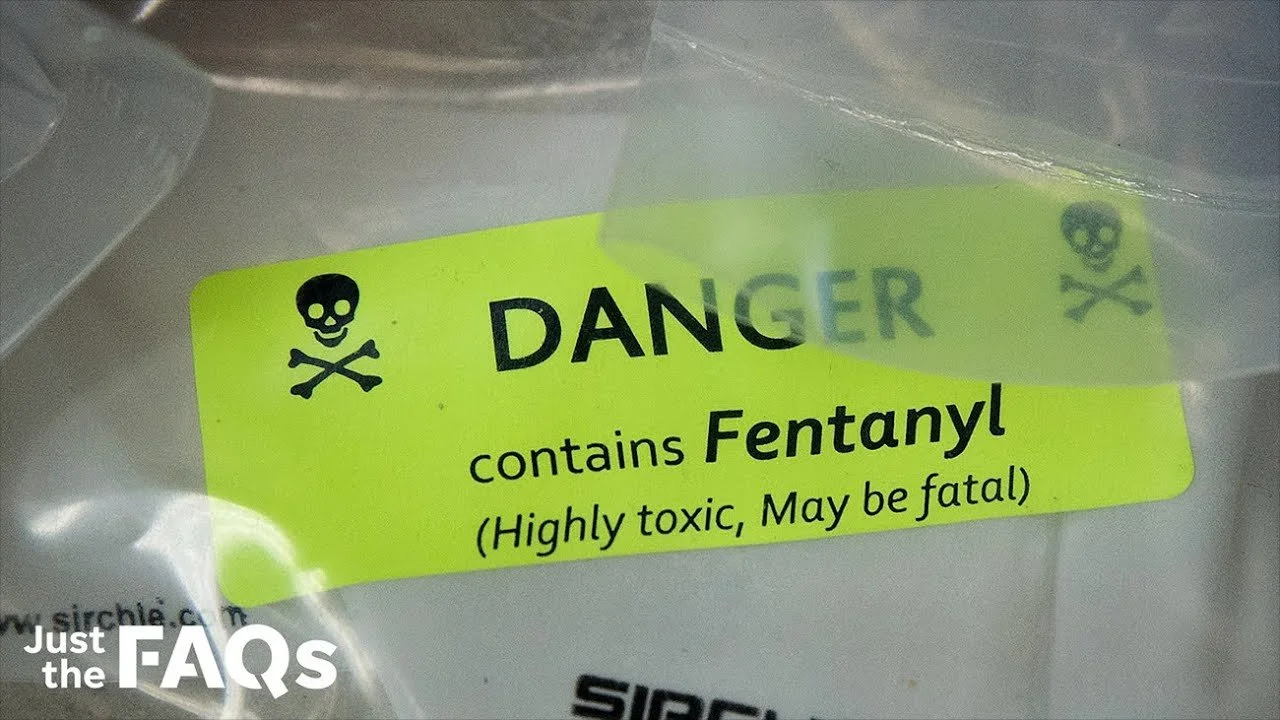 DANGER
contains Fentanyl
(Highly toxic, May be fatal)
www.sirchie.com
Just the FAQs